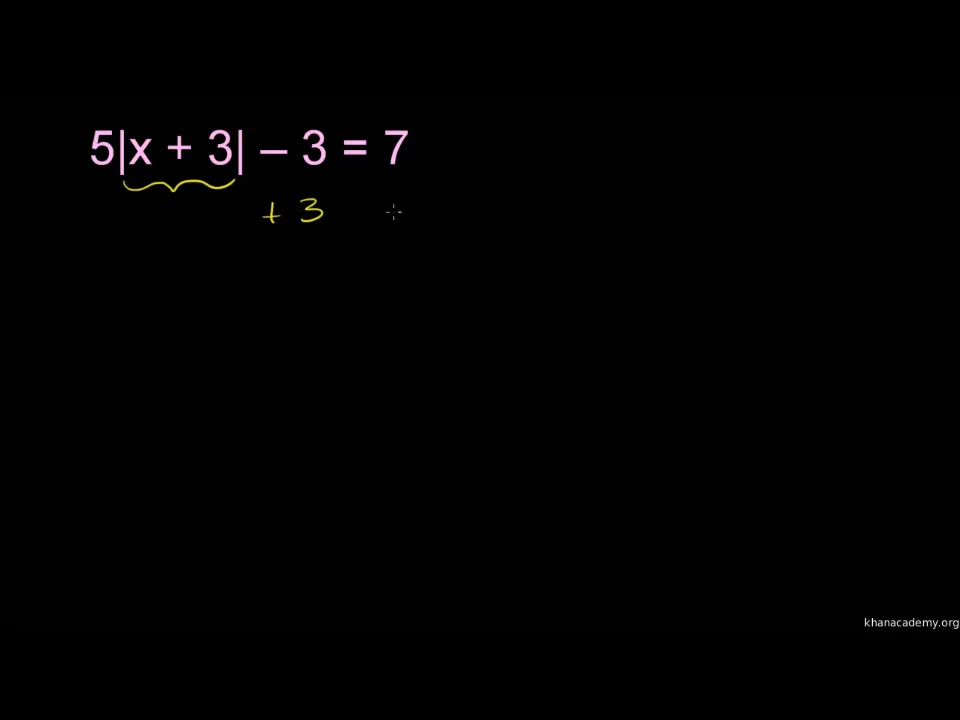 5|x + 3| – 3 = 7
+ 3
khanacademy.org